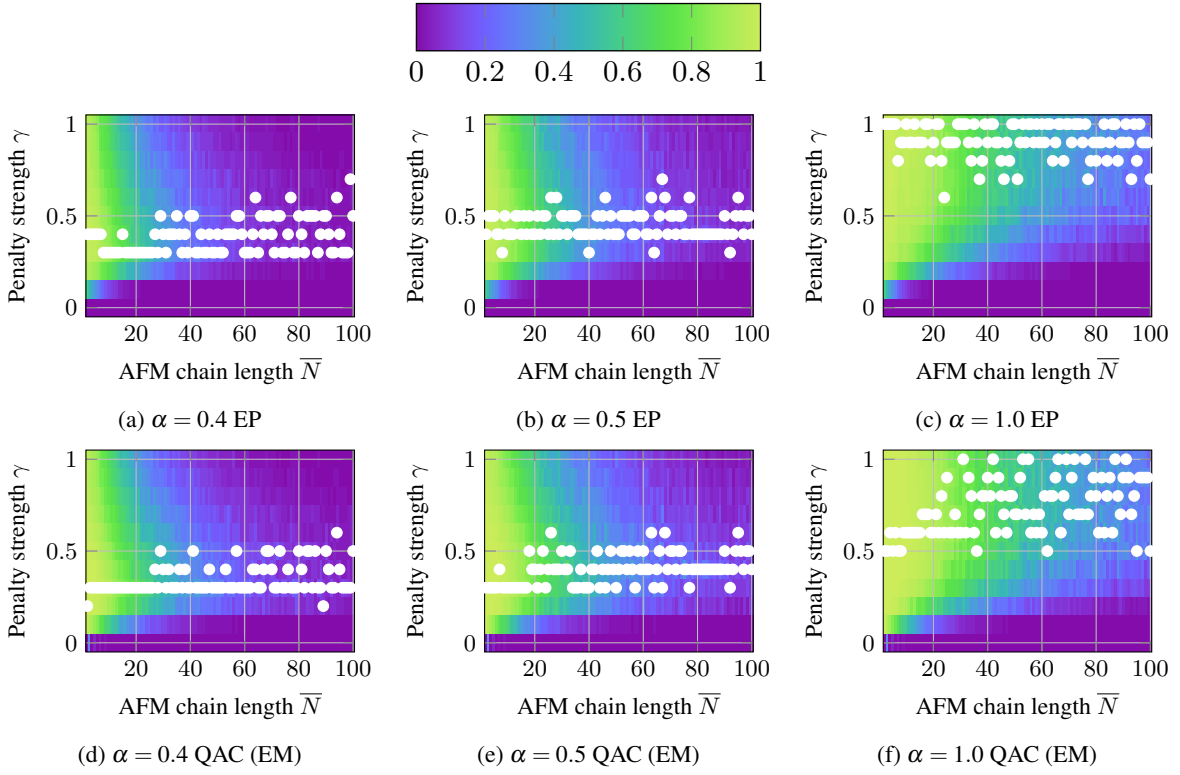 0 0.2 0.4 0.6 0.8 1
Penalty strength γ
1
0.5
0
20 40 60 80 100
AFM chain length N̅
(a) α = 0.4 EP
Penalty strength γ
1
0.5
0
20 40 60 80 100
AFM chain length N̅
(b) α = 0.5 EP
Penalty strength γ
1
0.5
0
20 40 60 80 100
AFM chain length N̅
(c) α = 1.0 EP
Penalty strength γ
1
0.5
0
20 40 60 80 100
AFM chain length N̅
(d) α = 0.4 QAC (EM)
Penalty strength γ
1
0.5
0
20 40 60 80 100
AFM chain length N̅
(e) α = 0.5 QAC (EM)
Penalty strength γ
1
0.5
0
20 40 60 80 100
AFM chain length N̅
(f) α = 1.0 QAC (EM)